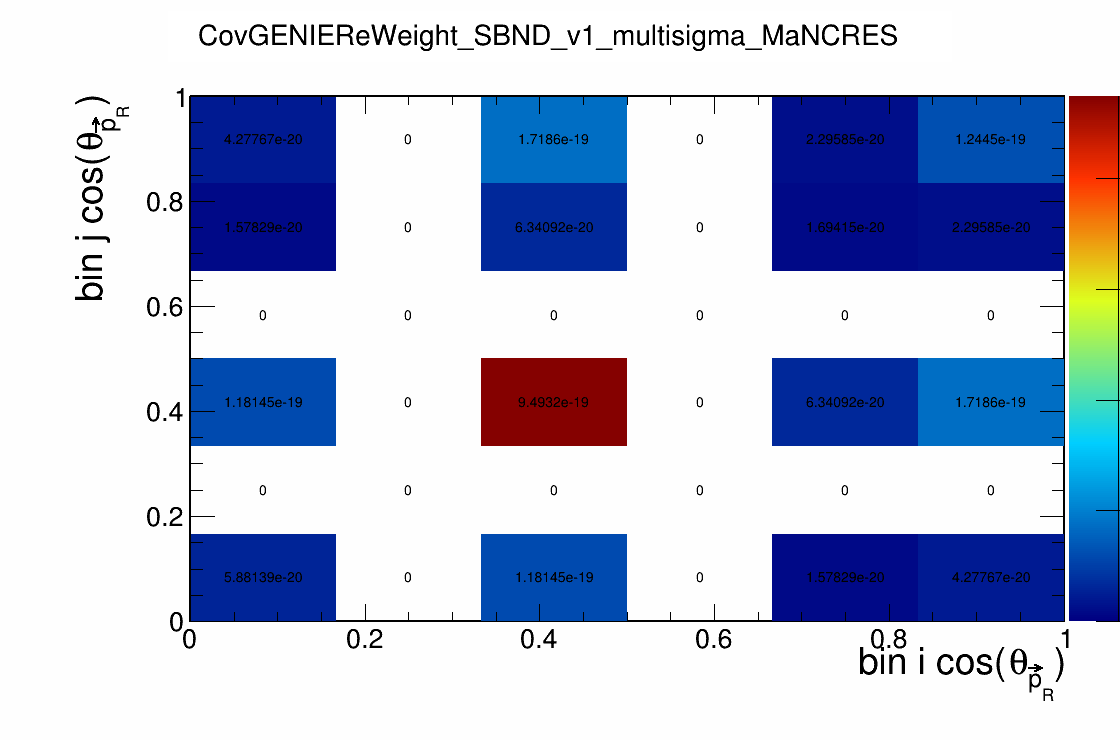 CovGENIEReWeight_SBND_v1_multisigma_MaNCRES
bin j cos(θ_p⃗_R)
1
4.27767e-20 0 1.7186e-19 0 2.29585e-20 1.2445e-19
0.8
1.57829e-20 0 6.34092e-20 0 1.69415e-20 2.29585e-20
0.6
0 0 0 0 0 0
0.4
1.18145e-19 0 9.4932e-19 0 6.34092e-20 1.7186e-19
0 0 0 0 0 0
0.2
5.88139e-20 0 1.18145e-19 0 1.57829e-20 4.27767e-20
0
0 0.2 0.4 0.6 0.8 1
bin i cos(θ_p⃗_R)